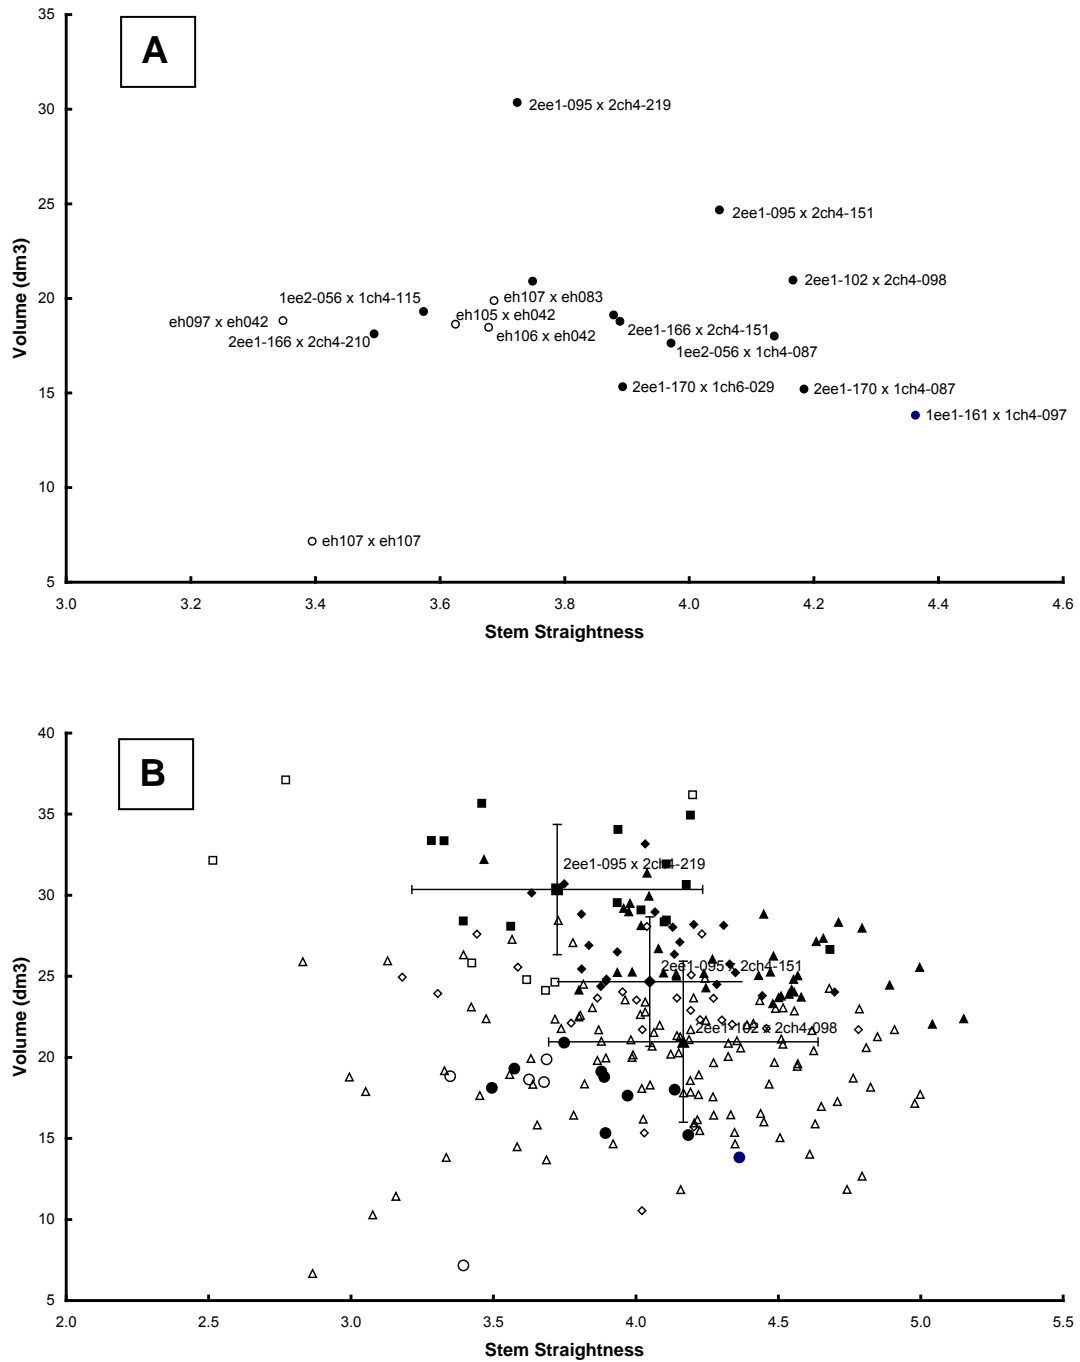 35
A
30
2ee1-095 x 2ch4-219
25
2ee1-095 x 2ch4-151
2ee1-102 x 2ch4-098
20
1ee2-056 x 1ch4-115
eh107 x eh083
eh105 x eh042
eh097 x eh042
2ee1-166 x 2ch4-210
eh106 x eh042
2ee1-166 x 2ch4-151
1ee2-056 x 1ch4-087
15
2ee1-170 x 1ch6-029
2ee1-170 x 1ch4-087
1ee1-161 x 1ch4-097
10
eh107 x eh107
5
Volume (dm3)
3.0 3.2 3.4 3.6 3.8 4.0 4.2 4.4 4.6
Stem Straightness
40
B
35
30
2ee1-095 x 2ch4-219
25
2ee1-095 x 2ch4-151
20
2ee1-102 x 2ch4-098
15
10
5
Volume (dm3)
2.0 2.5 3.0 3.5 4.0 4.5 5.0 5.5
Stem Straightness